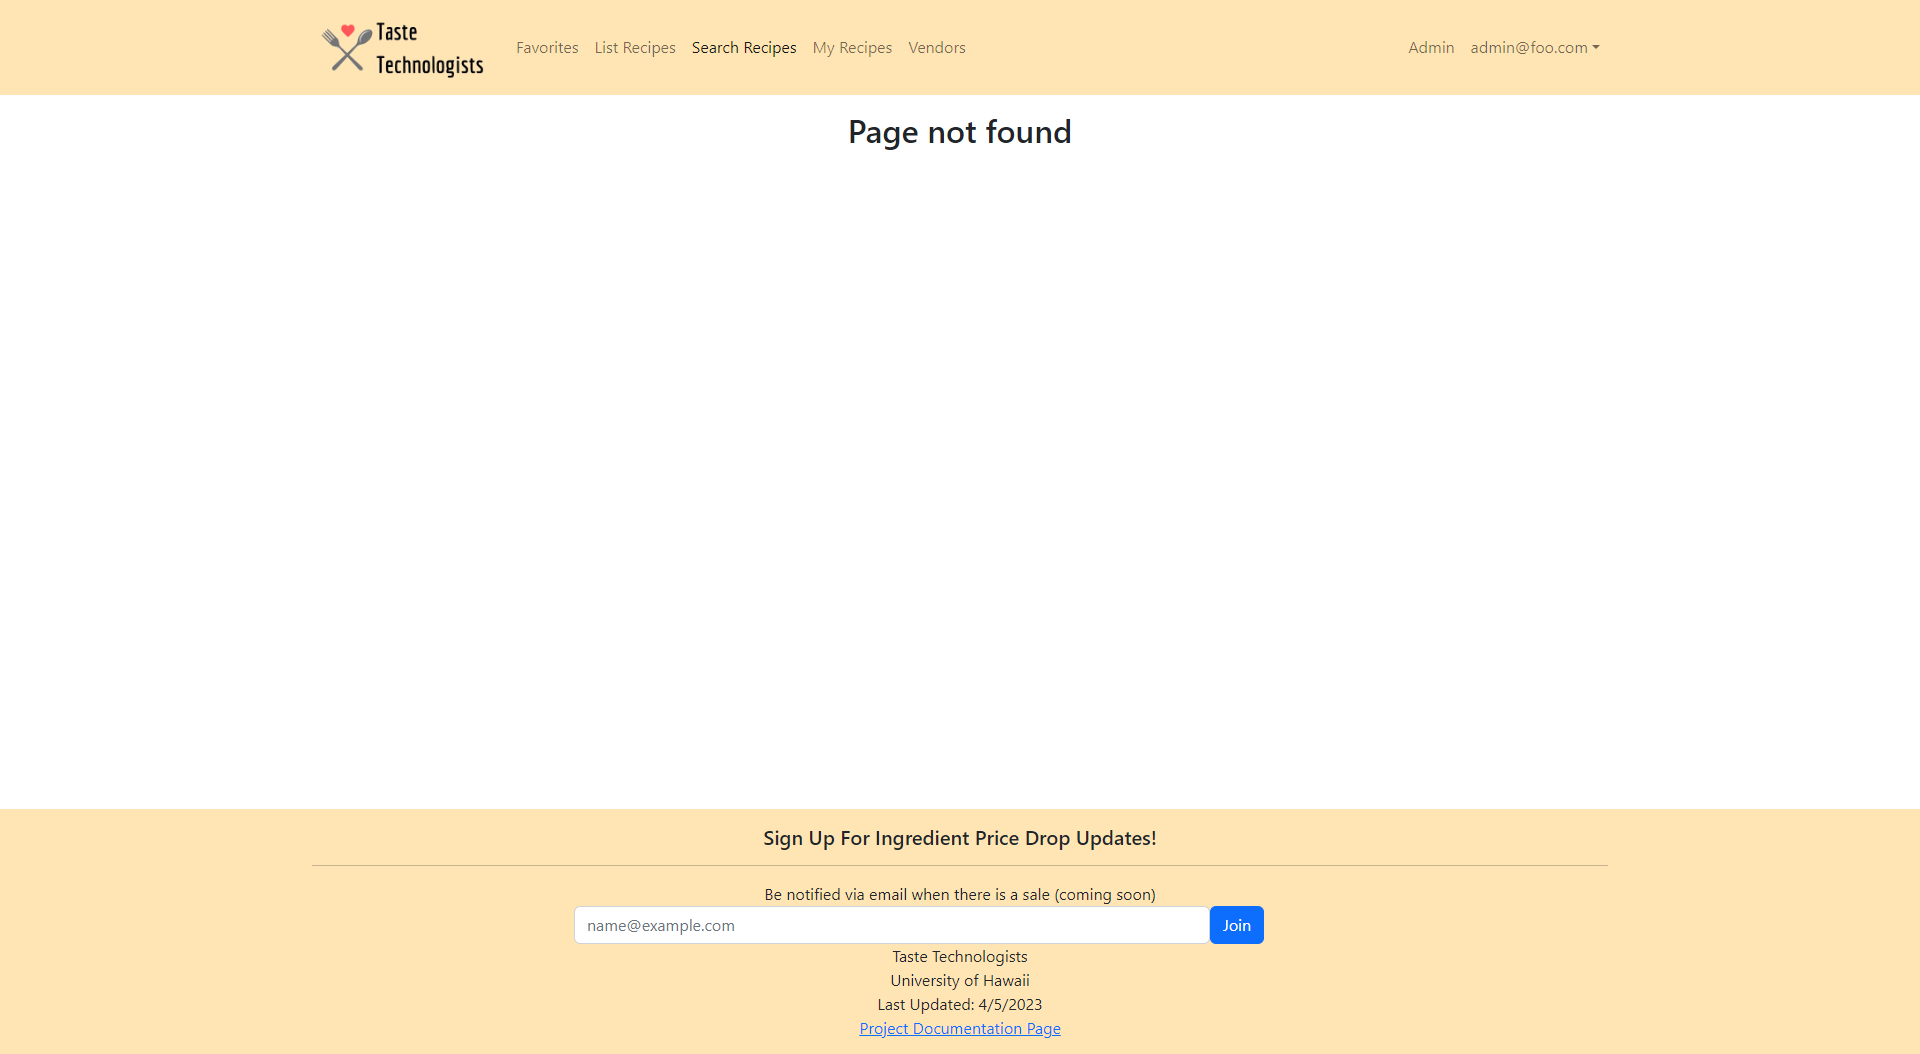 Taste
Technologists
Favorites List Recipes Search Recipes My Recipes Vendors Admin admin@foo.com
Page not found
Sign Up For Ingredient Price Drop Updates!
Be notified via email when there is a sale (coming soon)
name@example.com Join
Taste Technologists
University of Hawaii
Last Updated: 4/5/2023
Project Documentation Page